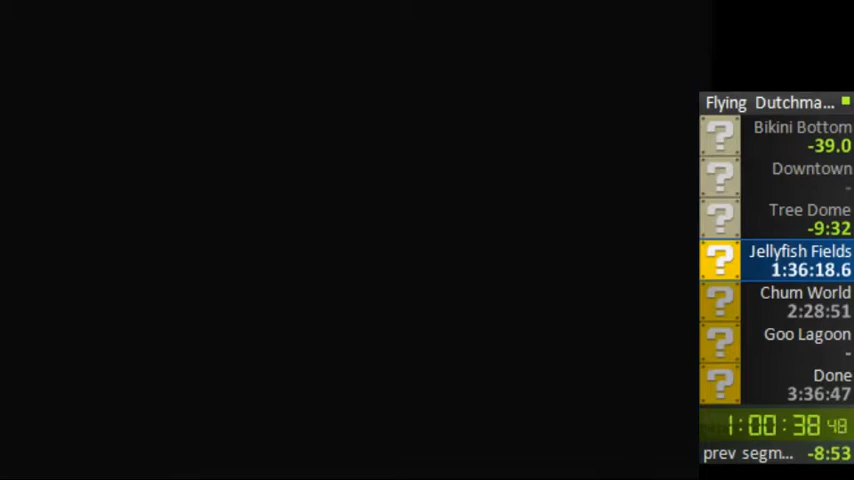 Flying Dutchma...
Bikini Bottom
-39.0
Downtown
-
Tree Dome
-9:32
Jellyfish Fields
1:36:18.6
Chum World
2:28:51
Goo Lagoon
-
Done
3:36:47
1:00:38 48
prev segm... -8:53